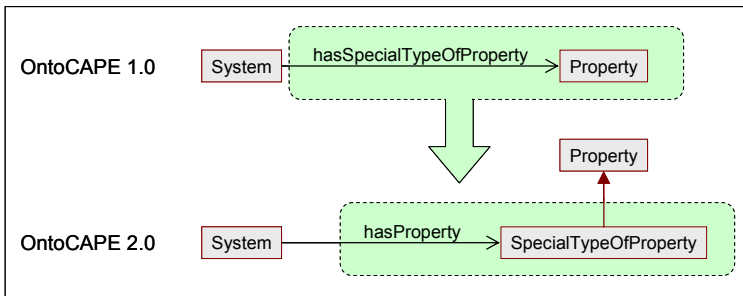 OntoCAPE 1.0
System
hasSpecialTypeOfProperty
Property
Property
OntoCAPE 2.0
System
hasProperty
SpecialTypeOfProperty